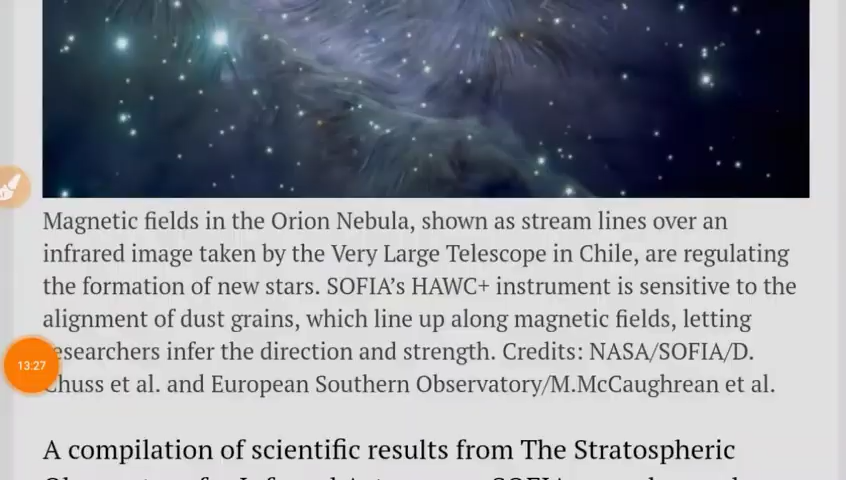 Magnetic fields in the Orion Nebula, shown as stream lines over an
infrared image taken by the Very Large Telescope in Chile, are regulating
the formation of new stars. SOFIA's HAWC+ instrument is sensitive to the
alignment of dust grains, which line up along magnetic fields, letting
esearchers infer the direction and strength. Credits: NASA/SOFIA/D.
13:27
Chuss et al. and European Southern Observatory/M.McCaughrean et al.
A compilation of scientific results from The Stratospheric